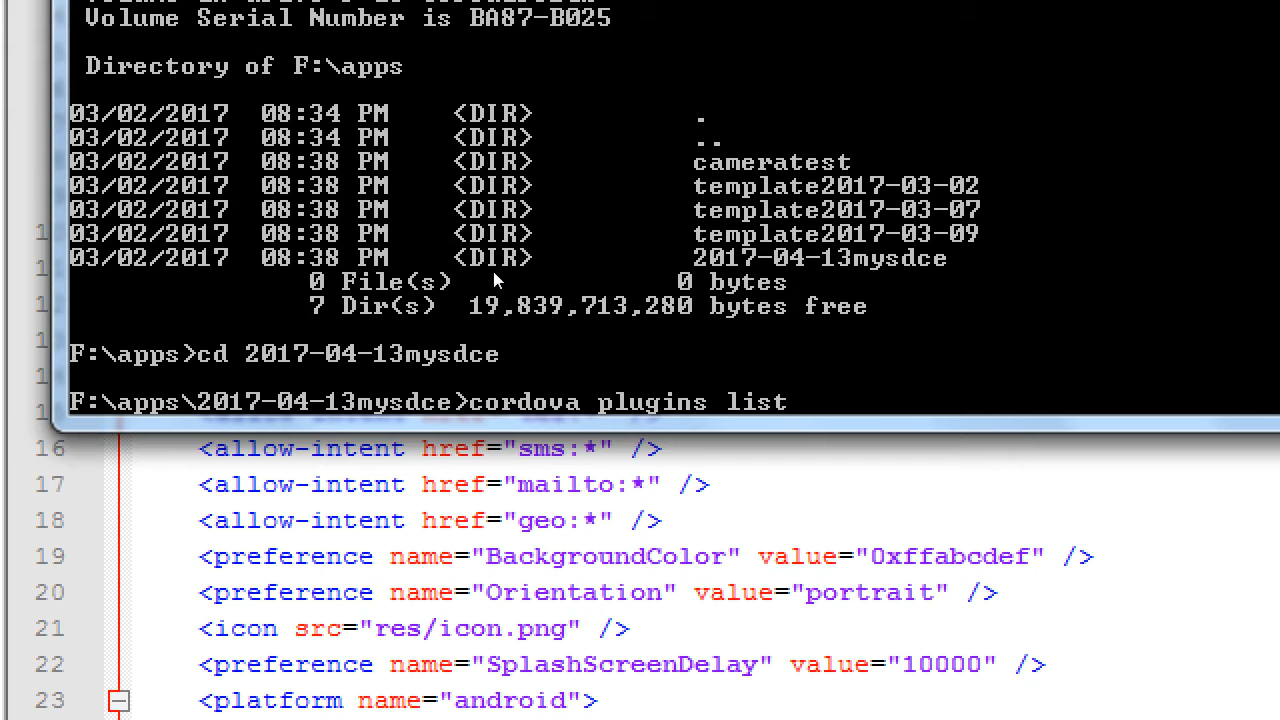 Volume Serial Number is BA87-B025
Directory of F:\apps
03/02/2017  08:34 PM    <DIR>          .
03/02/2017  08:34 PM    <DIR>          ..
03/02/2017  08:38 PM    <DIR>          cameratest
03/02/2017  08:38 PM    <DIR>          template2017-03-02
03/02/2017  08:38 PM    <DIR>          template2017-03-07
03/02/2017  08:38 PM    <DIR>          template2017-03-09
03/02/2017  08:38 PM    <DIR>          2017-04-13mysdce
0 File(s)              0 bytes
7 Dir(s)  19,839,713,280 bytes free
F:\apps>cd 2017-04-13mysdce
F:\apps\2017-04-13mysdce>cordova plugins list
16 <allow-intent href="sms:*" />
17 <allow-intent href="mailto:*" />
18 <allow-intent href="geo:*" />
19 <preference name="BackgroundColor" value="0xffabcdef" />
20 <preference name="Orientation" value="portrait" />
21 <icon src="res/icon.png" />
22 <preference name="SplashScreenDelay" value="10000" />
23 <platform name="android">